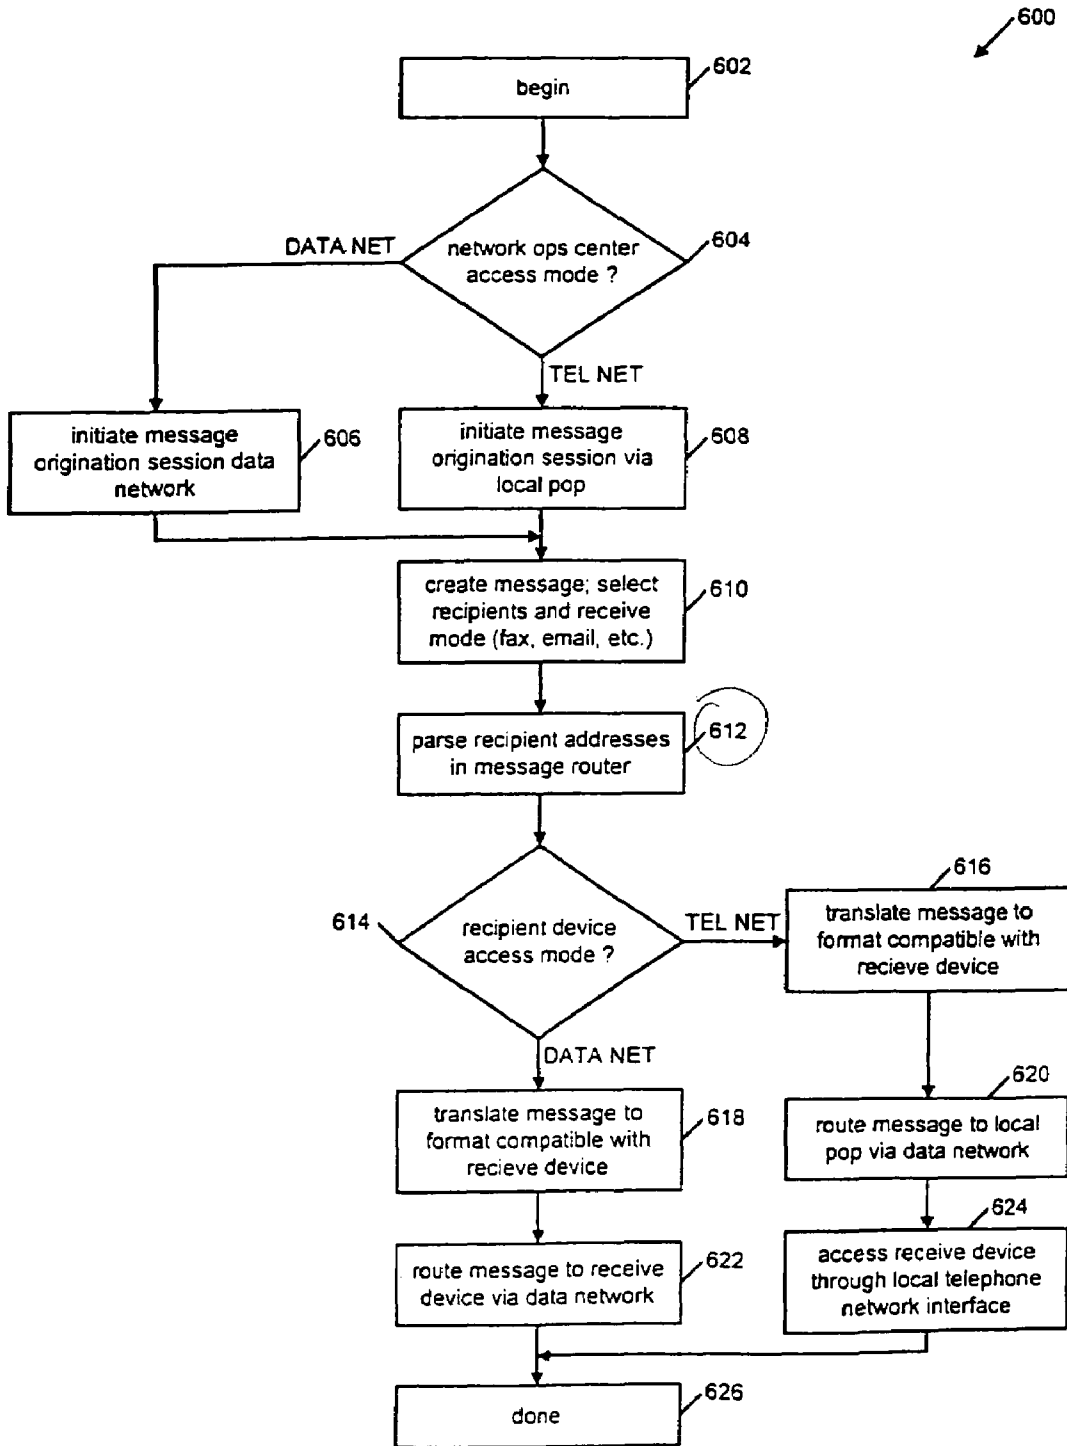 600
begin
602
network ops center
access mode ?
604
DATA NET
TEL NET
initiate message
origination session data
network
606
initiate message
origination session via
local pop
608
create message; select
recipients and receive
mode (fax, email, etc.)
610
parse recipient addresses
in message router
612
recipient device
access mode ?
614
TEL NET
DATA NET
translate message to
format compatible with
recieve device
616
translate message to
format compatible with
recieve device
618
route message to local
pop via data network
620
route message to receive
device via data network
622
access receive device
through local telephone
network interface
624
done
626